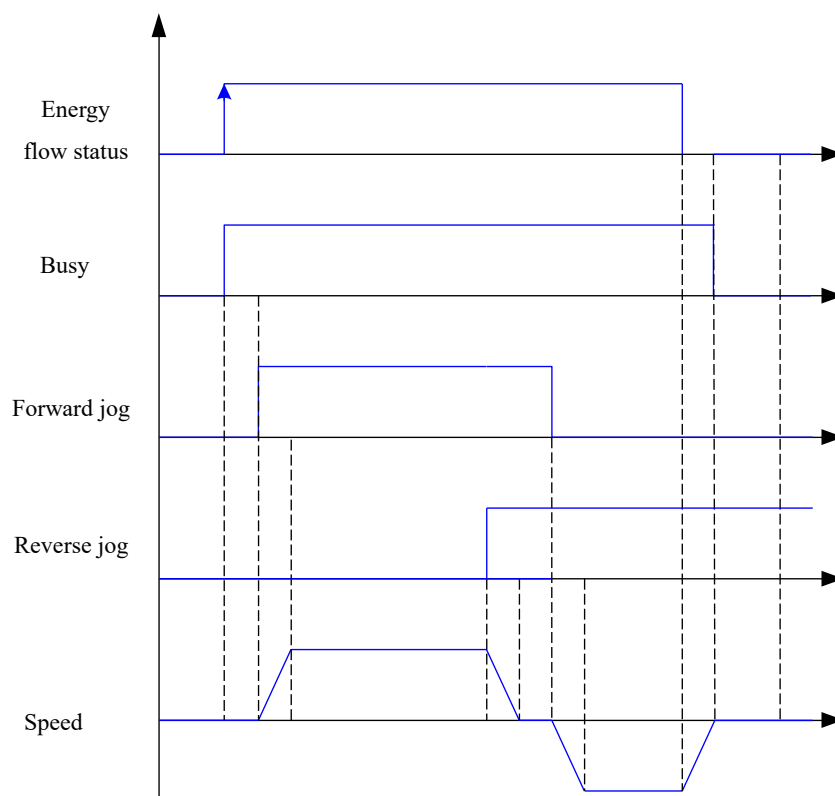 Energy
flow status
Busy
Forward jog
Reverse jog
Speed